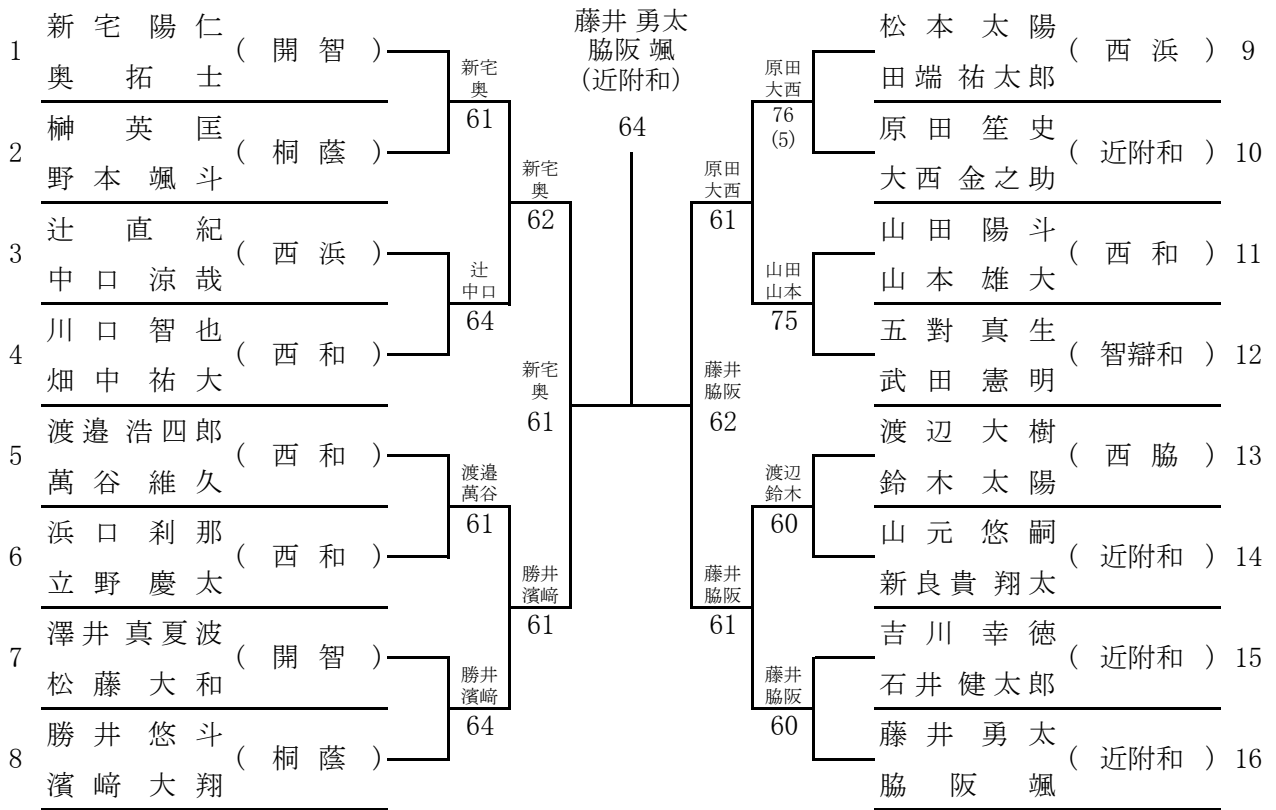 藤井 勇太
脇阪 颯
(近附和)
64
1 新宅陽仁 (開智)
奥拓士
2 榊英匡 (桐蔭)
野本颯斗
3 辻直紀 (西浜)
中口涼哉
4 川口智也 (西和)
畑中祐大
5 渡邉浩四郎 (西和)
萬谷維久
6 浜口刹那 (西和)
立野慶太
7 澤井真夏波 (開智)
松藤大和
8 勝井悠斗 (桐蔭)
濱﨑大翔
新宅
奥
61
辻
中口
64
渡邉
萬谷
61
勝井
濱﨑
64
新宅
奥
62
勝井
濱﨑
61
新宅
奥
61
藤井
脇阪
62
原田
大西
61
藤井
脇阪
61
原田
大西
76
(5)
山田
山本
75
渡辺
鈴木
60
藤井
脇阪
60
松本太陽 (西浜) 9
田端祐太郎
原田笙史 (近附和) 10
大西金之助
山田陽斗 (西和) 11
山本雄大
五對真生 (智辯和) 12
武田憲明
渡辺大樹 (西脇) 13
鈴木太陽
山元悠嗣 (近附和) 14
新良貴翔太
吉川幸徳 (近附和) 15
石井健太郎
藤井勇太 (近附和) 16
脇阪颯